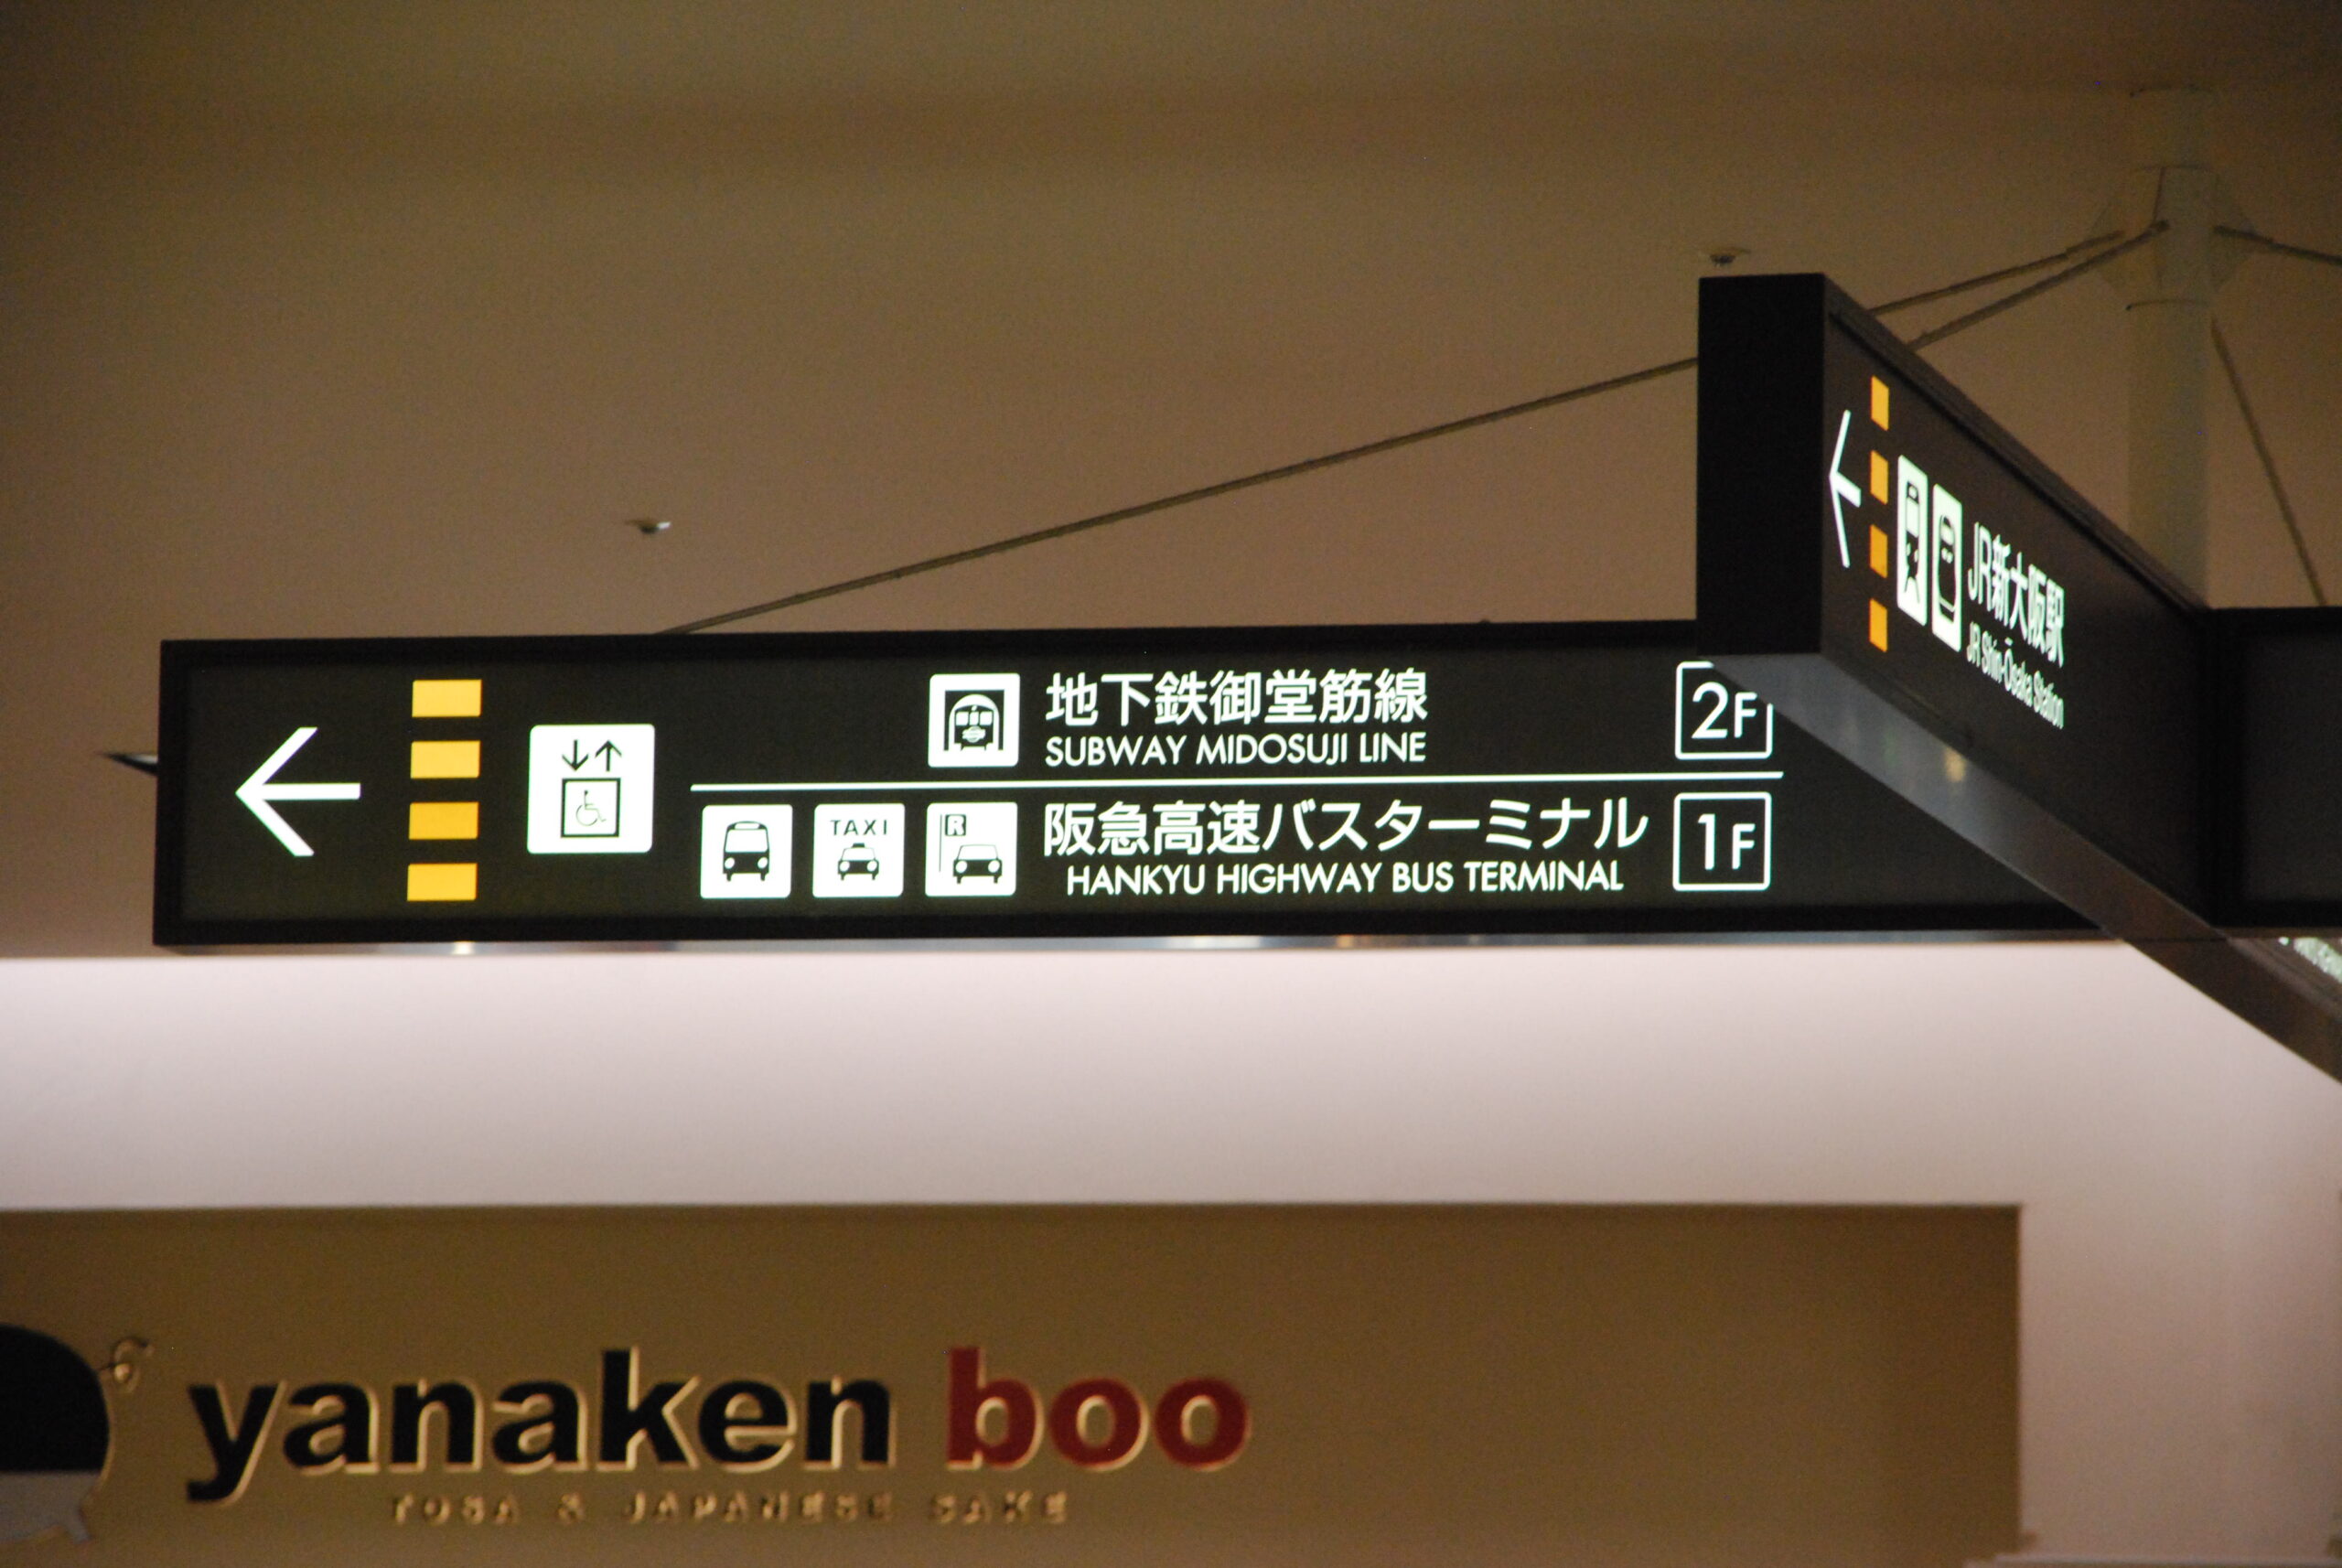 地下鉄御堂筋線
SUBWAY MIDOSUJI LINE
2F
TAXI
R
阪急高速バスターミナル
HANKYU HIGHWAY BUS TERMINAL
1F
JR新大阪駅
JR Shin-Ōsaka Station
yanaken boo
TOSA & JAPANESE SAKE